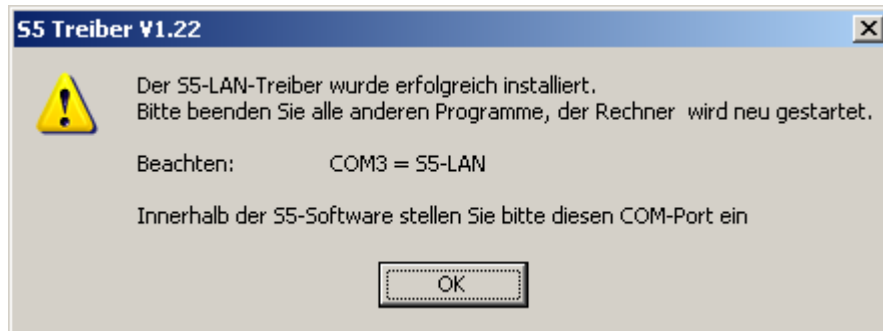 S5 Treiber V1.22
Der S5-LAN-Treiber wurde erfolgreich installiert.
Bitte beenden Sie alle anderen Programme, der Rechner wird neu gestartet.
Beachten: COM3 = S5-LAN
Innerhalb der S5-Software stellen Sie bitte diesen COM-Port ein
OK